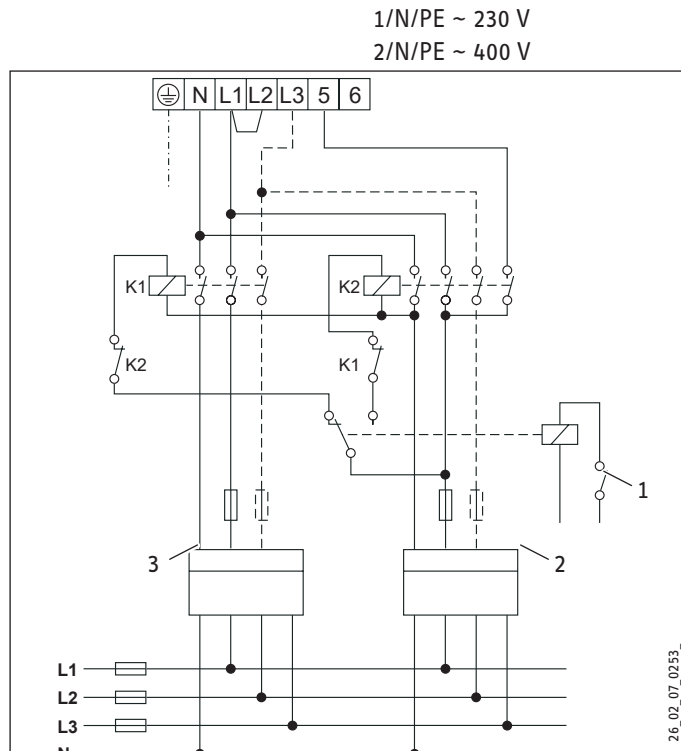 1/N/PE ~ 230 V
2/N/PE ~ 400 V
N L1 L2 L3 5 6
K1
K2
K2
K1
1
3
2
L1
L2
L3
N
26_02_07_0253_